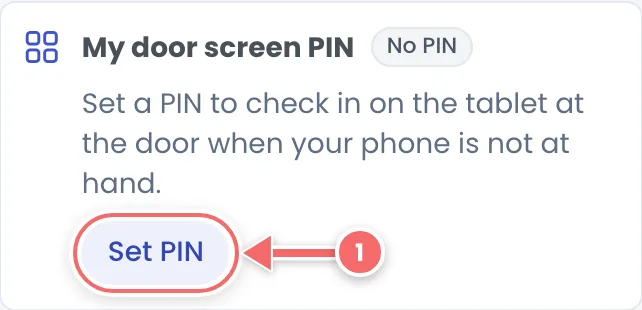 My door screen PIN No PIN
Set a PIN to check in on the tablet at
the door when your phone is not at
hand.
Set PIN 1